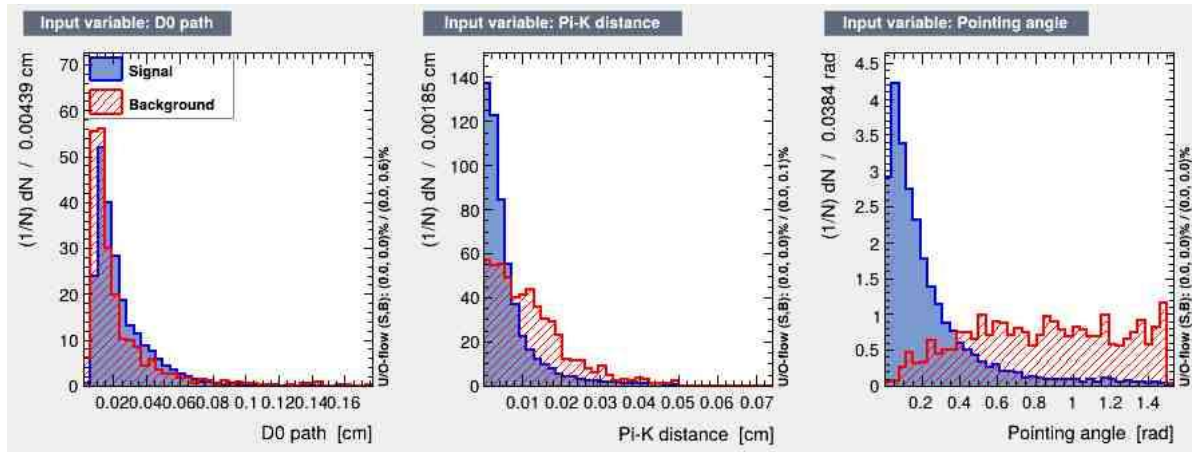 Input variable: D0 path
(1/N) dN / 0.00439 cm
70
60
50
40
30
20
10
0
Signal
Background
0.020.040.060.08 0.1 0.120.140.16
D0 path [cm]
U/O-flow (S,B): (0.0, 0.0)% / (0.0, 0.6)%
Input variable: Pi-K distance
(1/N) dN / 0.00185 cm
140
120
100
80
60
40
20
0
0.01 0.02 0.03 0.04 0.05 0.06 0.07
Pi-K distance [cm]
U/O-flow (S,B): (0.0, 0.0)% / (0.0, 0.1)%
Input variable: Pointing angle
(1/N) dN / 0.0384 rad
4.5
4
3.5
3
2.5
2
1.5
1
0.5
0
0.2 0.4 0.6 0.8 1 1.2 1.4
Pointing angle [rad]
U/O-flow (S,B): (0.0, 0.0)% / (0.0, 0.0)%